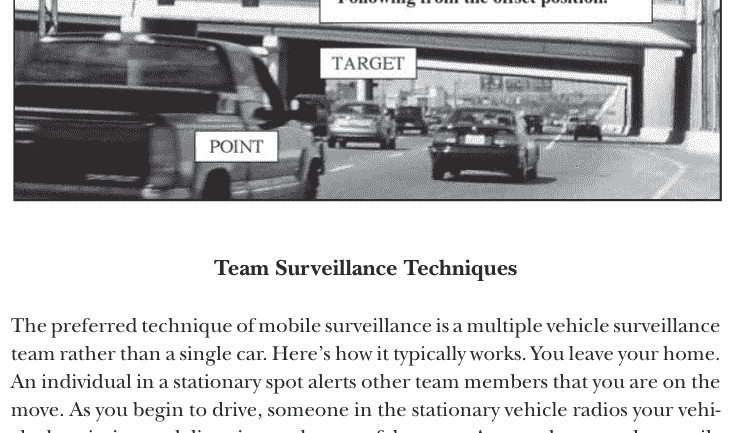 Following from the offset position.
TARGET
POINT
Team Surveillance Techniques
The preferred technique of mobile surveillance is a multiple vehicle surveillance
team rather than a single car. Here's how it typically works. You leave your home.
An individual in a stationary spot alerts other team members that you are on the
move. As you begin to drive, someone in the stationary vehicle radios your vehi-